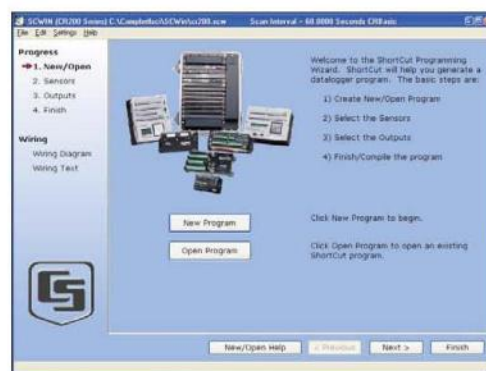 SCWIN (CR200 Series) C:\Campbellsci\SCWin\cr200.scw Scan Interval = 60.0000 Seconds CRBasic
File Edit Settings Help
Progress
1. New/Open
2. Sensors
3. Outputs
4. Finish
Wiring
Wiring Diagram
Wiring Text
Welcome to the ShortCut Programming
Wizard. ShortCut will help you generate a
datalogger program. The basic steps are:
1) Create New/Open Program
2) Select the Sensors
3) Select the Outputs
4) Finish/Compile the program
New Program
Click New Program to begin.
Open Program
Click Open Program to open an existing
ShortCut program.
New/Open Help
< Previous
Next >
Finish